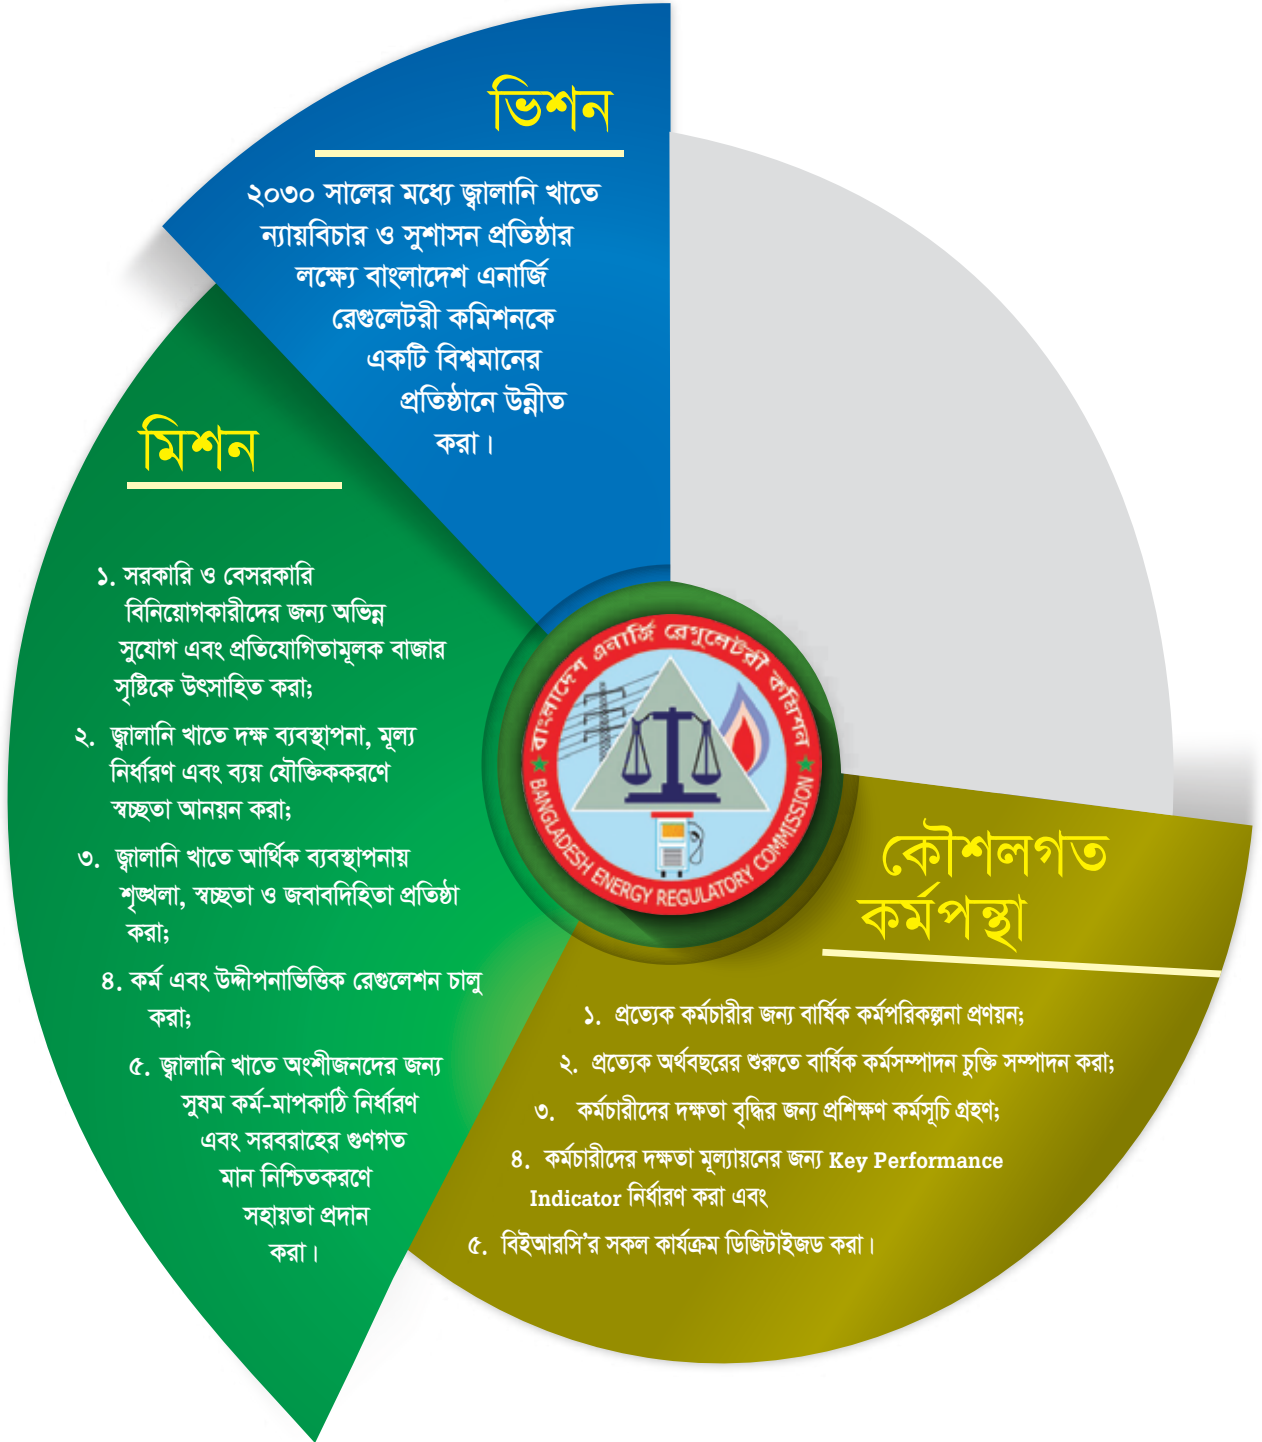 ভিশন
২০৩০ সালের মধ্যে জ্বালানি খাতে
ন্যায়বিচার ও সুশাসন প্রতিষ্ঠার
লক্ষ্যে বাংলাদেশ এনার্জি
রেগুলেটরী কমিশনকে
একটি বিশ্বমানের
প্রতিষ্ঠানে উন্নীত
করা।
মিশন
১. সরকারি ও বেসরকারি
বিনিয়োগকারীদের জন্য অভিন্ন
সুযোগ এবং প্রতিযোগিতামূলক বাজার
সৃষ্টিকে উৎসাহিত করা;
২. জ্বালানি খাতে দক্ষ ব্যবস্থাপনা, মূল্য
নির্ধারণ এবং ব্যয় যৌক্তিককরণে
স্বচ্ছতা আনয়ন করা;
৩. জ্বালানি খাতে আর্থিক ব্যবস্থাপনায়
শৃঙ্খলা, স্বচ্ছতা ও জবাবদিহিতা প্রতিষ্ঠা
করা;
৪. কর্ম এবং উদ্দীপনাভিত্তিক রেগুলেশন চালু
করা;
৫. জ্বালানি খাতে অংশীজনদের জন্য
সুষম কর্ম-মাপকাঠি নির্ধারণ
এবং সরবরাহের গুণগত
মান নিশ্চিতকরণে
সহায়তা প্রদান
করা।
বাংলাদেশ এনার্জি রেগুলেটরী কমিশন
BANGLADESH ENERGY REGULATORY COMMISSION
কৌশলগত
কর্মপন্থা
১. প্রত্যেক কর্মচারীর জন্য বার্ষিক কর্মপরিকল্পনা প্রণয়ন;
২. প্রত্যেক অর্থবছরের শুরুতে বার্ষিক কর্মসম্পাদন চুক্তি সম্পাদন করা;
৩. কর্মচারীদের দক্ষতা বৃদ্ধির জন্য প্রশিক্ষণ কর্মসূচি গ্রহণ;
৪. কর্মচারীদের দক্ষতা মূল্যায়নের জন্য Key Performance
Indicator নির্ধারণ করা এবং
৫. বিইআরসি'র সকল কার্যক্রম ডিজিটাইজড করা।